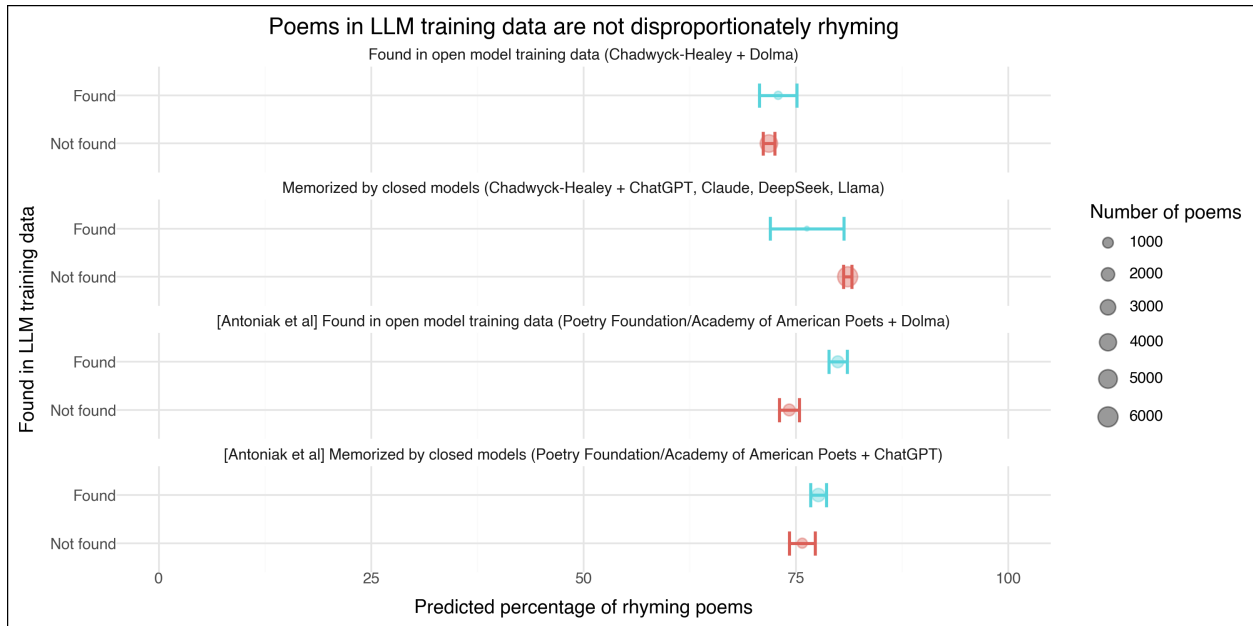 Poems in LLM training data are not disproportionately rhyming
Found in open model training data (Chadwyck-Healey + Dolma)
Found
Not found
Memorized by closed models (Chadwyck-Healey + ChatGPT, Claude, DeepSeek, Llama)
Found
Not found
[Antoniak et al] Found in open model training data (Poetry Foundation/Academy of American Poets + Dolma)
Found
Not found
[Antoniak et al] Memorized by closed models (Poetry Foundation/Academy of American Poets + ChatGPT)
Found
Not found
0 25 50 75 100
Predicted percentage of rhyming poems
Found in LLM training data
Number of poems
1000
2000
3000
4000
5000
6000